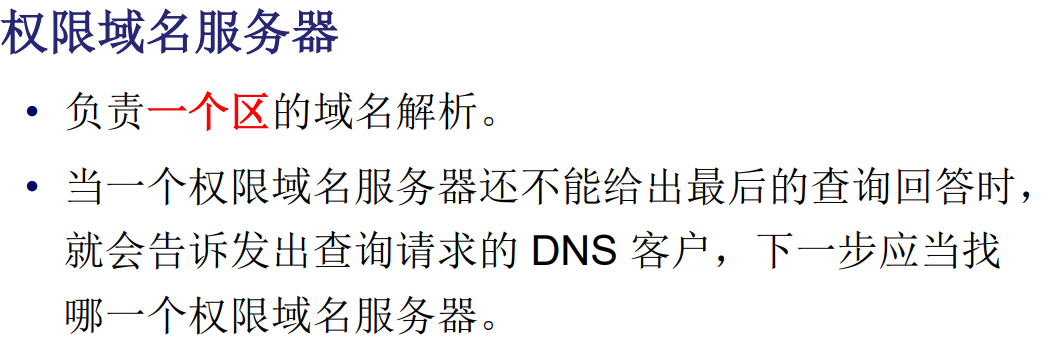 权限域名服务器
• 负责一个区的域名解析。
• 当一个权限域名服务器还不能给出最后的查询回答时，
就会告诉发出查询请求的 DNS 客户，下一步应当找
哪一个权限域名服务器。